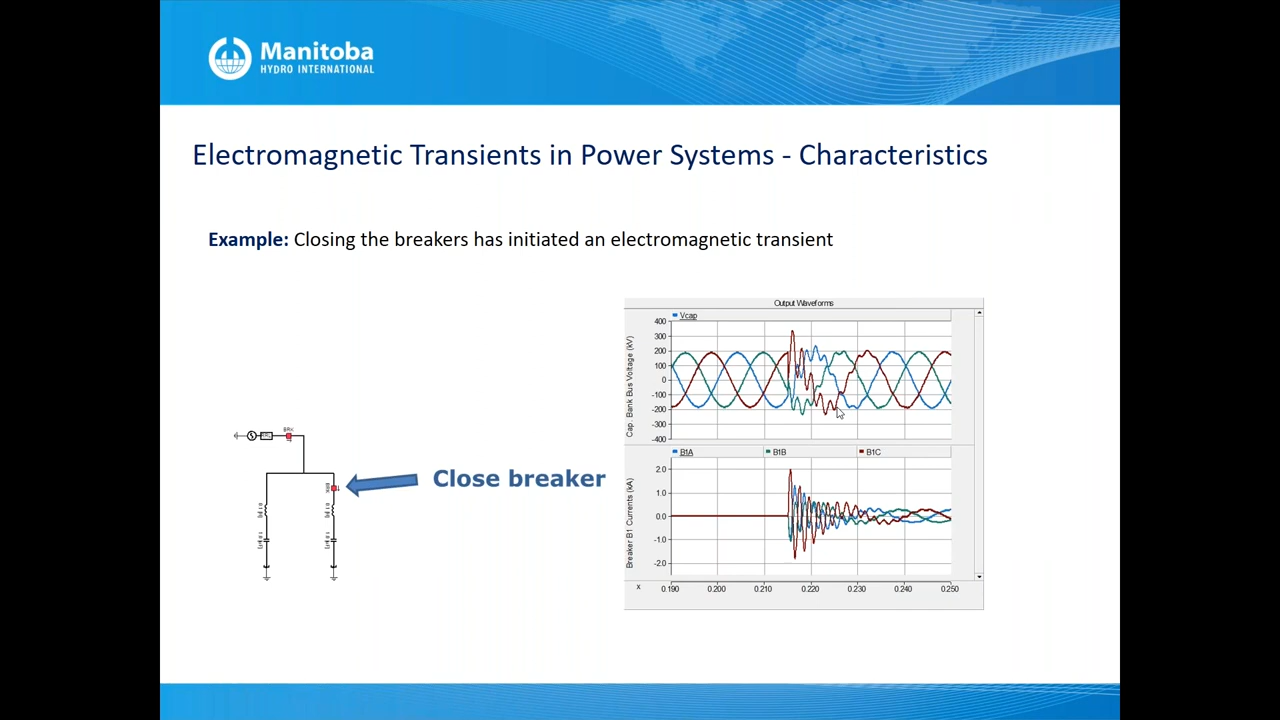 Manitoba
HYDRO INTERNATIONAL
Electromagnetic Transients in Power Systems - Characteristics
Example: Closing the breakers has initiated an electromagnetic transient
Output Waveforms
Vcap
400
300
200
100
0
-100
-200
-300
-400
Cap. Bank Bus Voltage (kV)
B1A B1B B1C
2.0
1.0
0.0
-1.0
-2.0
Breaker B1 Currents (kA)
x 0.190 0.200 0.210 0.220 0.230 0.240 0.250
BRK
Close breaker